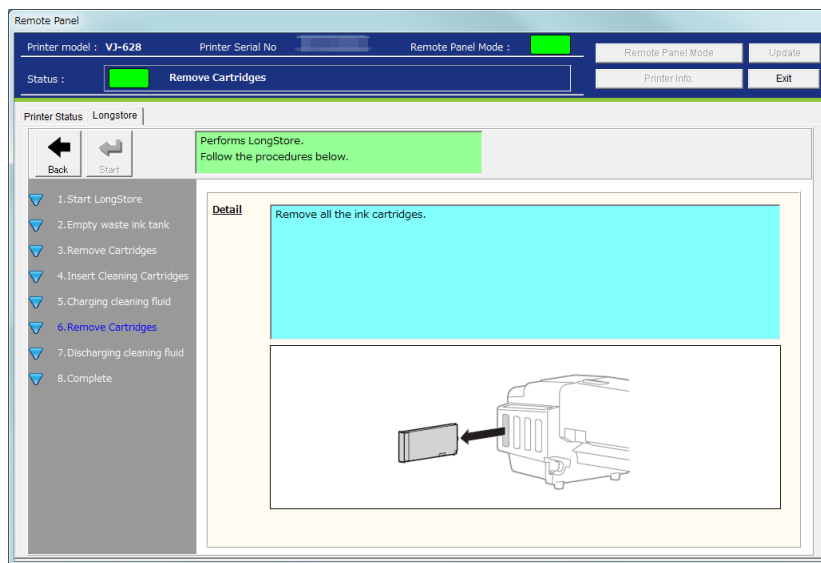 Remote Panel
Printer model : VJ-628 Printer Serial No Remote Panel Mode :
Remote Panel Mode Update
Status : Remove Cartridges
Printer Info. Exit
Printer Status Longstore
Back Start
Performs LongStore.
Follow the procedures below.
1.Start LongStore
2.Empty waste ink tank
3.Remove Cartridges
4.Insert Cleaning Cartridges
5.Charging cleaning fluid
6.Remove Cartridges
7.Discharging cleaning fluid
8.Complete
Detail
Remove all the ink cartridges.